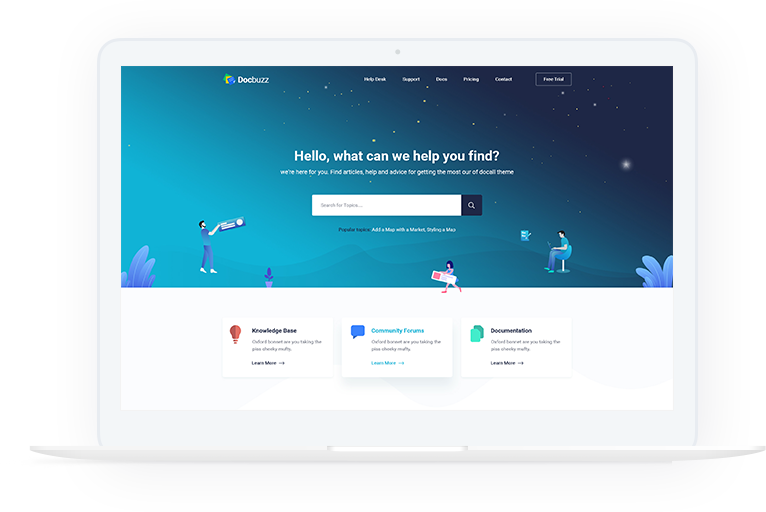 Docbuzz
Help Desk Support Docs Pricing Contact Free Trial
Hello, what can we help you find?
we're here for you. Find articles, help and advice for getting the most our of docall theme
Search for Topics....
Popular topics: Add a Map with a Market, Styling a Map
Knowledge Base
Oxford bonnet are you taking the
piss cheeky mufty.
Learn More
Community Forums
Oxford bonnet are you taking the
piss cheeky mufty.
Learn More
Documentation
Oxford bonnet are you taking the
piss cheeky mufty.
Learn More